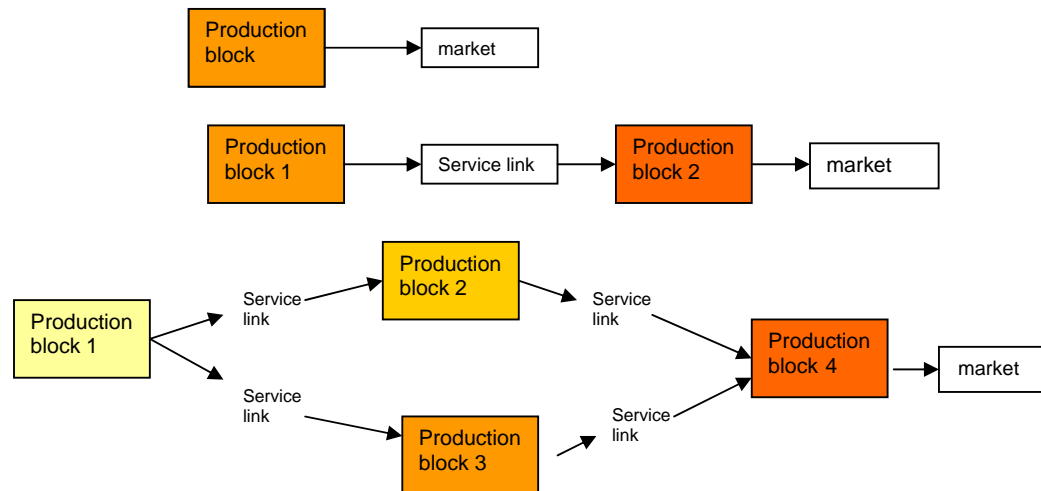 Production
block
market
Production
block 1
Service link
Production
block 2
market
Production
block 1
Service
link
Production
block 2
Service
link
Service
link
Production
block 3
Service
link
Production
block 4
market